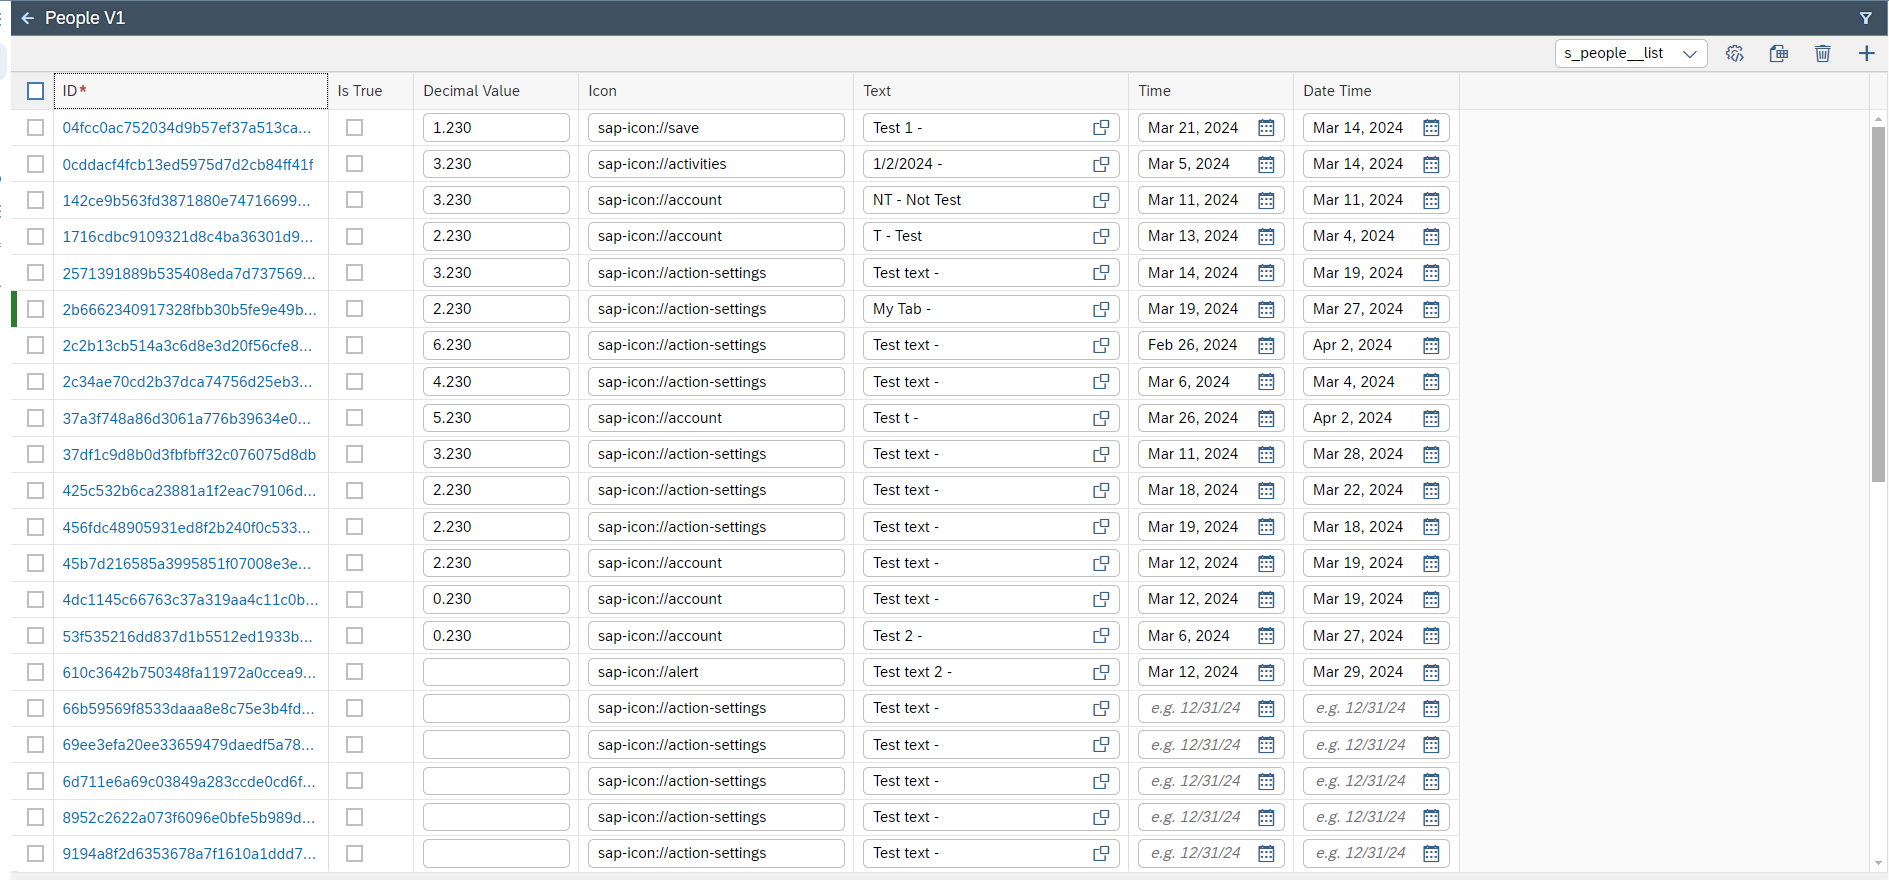 People V1
s_people__list
ID* Is True Decimal Value Icon Text Time Date Time
04fcc0ac752034d9b57ef37a513ca... 1.230 sap-icon://save Test 1 - Mar 21, 2024 Mar 14, 2024
0cddacf4fcb13ed5975d7d2cb84ff41f 3.230 sap-icon://activities 1/2/2024 - Mar 5, 2024 Mar 14, 2024
142ce9b563fd3871880e74716699... 3.230 sap-icon://account NT - Not Test Mar 11, 2024 Mar 11, 2024
1716cdbc9109321d8c4ba36301d9... 2.230 sap-icon://account T - Test Mar 13, 2024 Mar 4, 2024
2571391889b535408eda7d737569... 3.230 sap-icon://action-settings Test text - Mar 14, 2024 Mar 19, 2024
2b6662340917328fbb30b5fe9e49b... 2.230 sap-icon://action-settings My Tab - Mar 19, 2024 Mar 27, 2024
2c2b13cb514a3c6d8e3d20f56cfe8... 6.230 sap-icon://action-settings Test text - Feb 26, 2024 Apr 2, 2024
2c34ae70cd2b37dca74756d25eb3... 4.230 sap-icon://action-settings Test text - Mar 6, 2024 Mar 4, 2024
37a3f748a86d3061a776b39634e0... 5.230 sap-icon://account Test t - Mar 26, 2024 Apr 2, 2024
37df1c9d8b0d3fbfbff32c076075d8db 3.230 sap-icon://action-settings Test text - Mar 11, 2024 Mar 28, 2024
425c532b6ca23881a1f2eac79106d... 2.230 sap-icon://action-settings Test text - Mar 18, 2024 Mar 22, 2024
456fdc48905931ed8f2b240f0c533... 2.230 sap-icon://action-settings Test text - Mar 19, 2024 Mar 18, 2024
45b7d216585a3995851f07008e3e... 2.230 sap-icon://account Test text - Mar 12, 2024 Mar 19, 2024
4dc1145c66763c37a319aa4c11c0b... 0.230 sap-icon://account Test text - Mar 12, 2024 Mar 19, 2024
53f535216dd837d1b5512ed1933b... 0.230 sap-icon://account Test 2 - Mar 6, 2024 Mar 27, 2024
610c3642b750348fa11972a0ccea9... sap-icon://alert Test text 2 - Mar 12, 2024 Mar 29, 2024
66b59569f8533daaa8e8c75e3b4fd... sap-icon://action-settings Test text - e.g. 12/31/24 e.g. 12/31/24
69ee3efa20ee33659479daedf5a78... sap-icon://action-settings Test text - e.g. 12/31/24 e.g. 12/31/24
6d711e6a69c03849a283ccde0cd6f... sap-icon://action-settings Test text - e.g. 12/31/24 e.g. 12/31/24
8952c2622a073f6096e0bfe5b989d... sap-icon://action-settings Test text - e.g. 12/31/24 e.g. 12/31/24
9194a8f2d6353678a7f1610a1ddd7... sap-icon://action-settings Test text - e.g. 12/31/24 e.g. 12/31/24